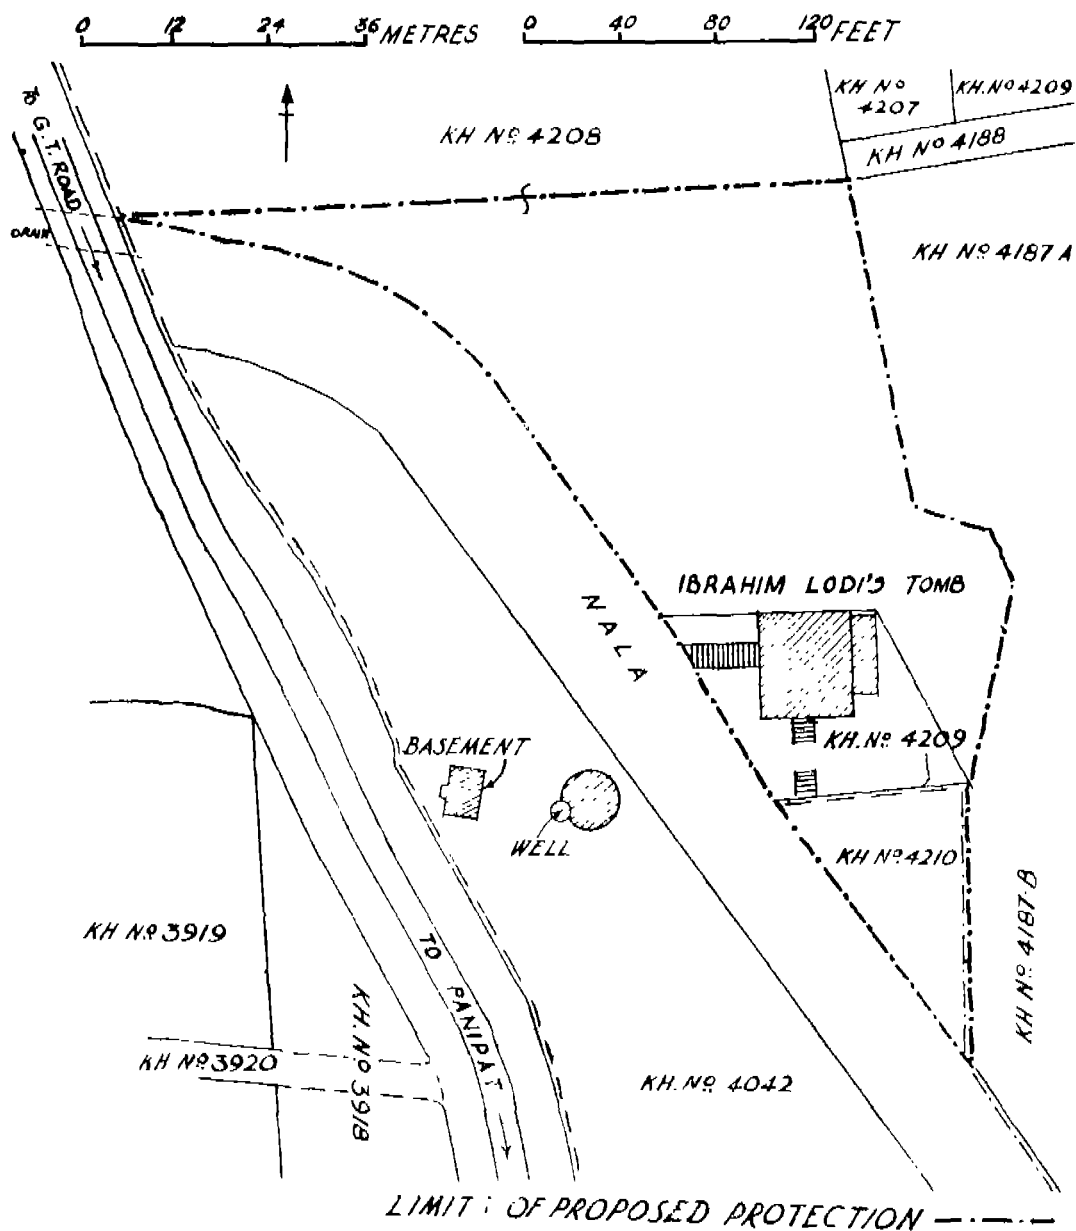 0 12 24 36 METRES
0 40 80 120 FEET
KH Nº
4207
KH. Nº 4209
KH Nº 4188
KH Nº 4208
TO G. T. ROAD
DRAIN
KH Nº 4187 A
IBRAHIM LODI'S TOMB
NALA
KH. Nº 4209
BASEMENT
WELL
KH Nº 4210
KH Nº 4187-B
KH Nº 3919
TO PANIPAT
KH. Nº 3918
KH Nº 3920
KH. Nº 4042
LIMIT OF PROPOSED PROTECTION